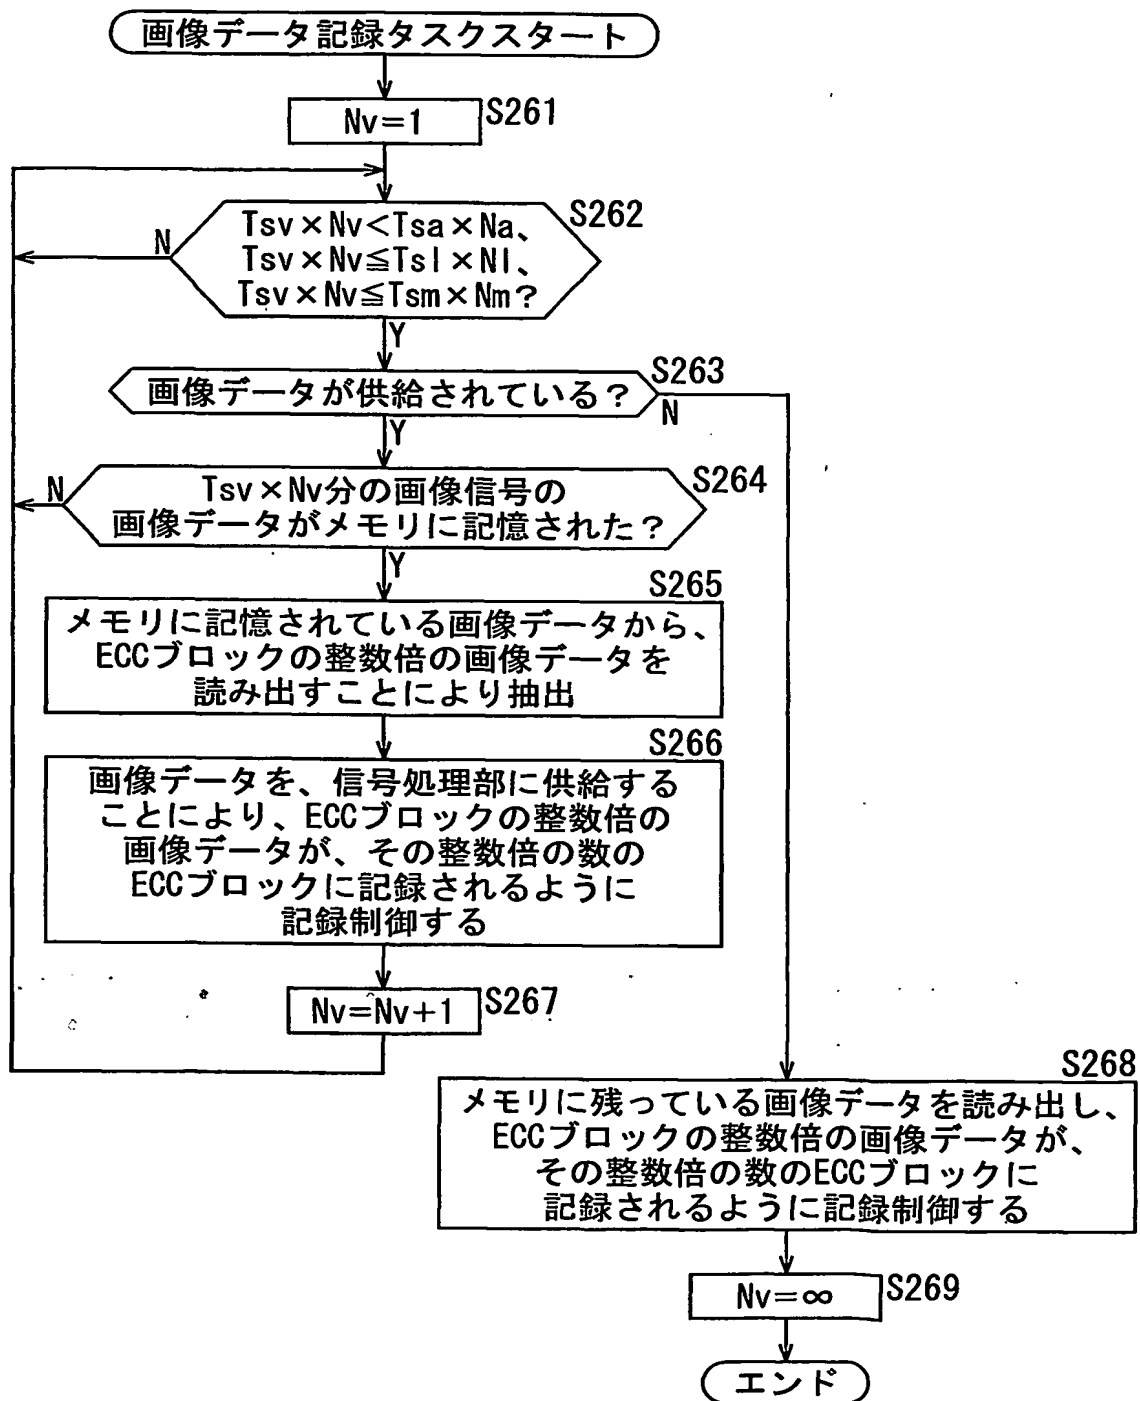 画像データ記録タスクスタート
S261
Nv=1
S262
Tsv×Nv<Tsa×Na、
Tsv×Nv≦Tsl×Nl、
Tsv×Nv≦Tsm×Nm?
N
Y
S263
画像データが供給されている?
N
Y
S264
Tsv×Nv分の画像信号の
画像データがメモリに記憶された?
N
Y
S265
メモリに記憶されている画像データから、
ECCブロックの整数倍の画像データを
読み出すことにより抽出
S266
画像データを、信号処理部に供給する
ことにより、ECCブロックの整数倍の
画像データが、その整数倍の数の
ECCブロックに記録されるように
記録制御する
Nv=Nv+1
S267
S268
メモリに残っている画像データを読み出し、
ECCブロックの整数倍の画像データが、
その整数倍の数のECCブロックに
記録されるように記録制御する
Nv=∞
S269
エンド